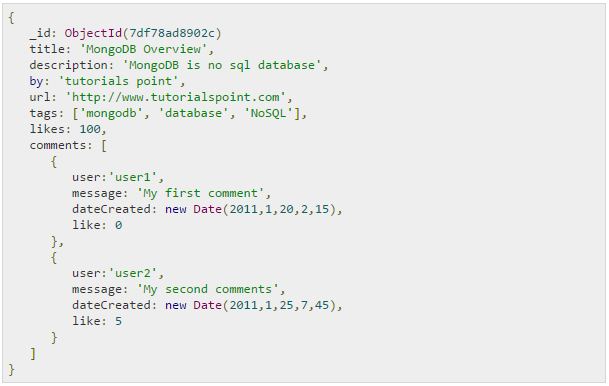 {
   _id: ObjectId(7df78ad8902c)
   title: 'MongoDB Overview',
   description: 'MongoDB is no sql database',
   by: 'tutorials point',
   url: 'http://www.tutorialspoint.com',
   tags: ['mongodb', 'database', 'NoSQL'],
   likes: 100,
   comments: [
      {
         user:'user1',
         message: 'My first comment',
         dateCreated: new Date(2011,1,20,2,15),
         like: 0
      },
      {
         user:'user2',
         message: 'My second comments',
         dateCreated: new Date(2011,1,25,7,45),
         like: 5
      }
   ]
}